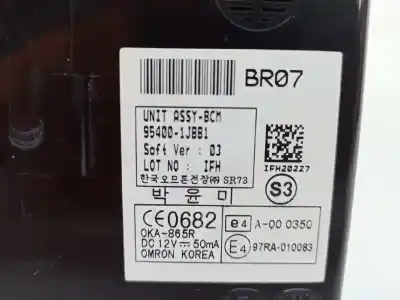 BR07
UNIT ASSY-BCM
95400-1JBB1
Soft Ver : 03
LOT NO : IFH
한국오므론전장㈜ SR73
IFH20227
박윤미
S3
CE0682
OKA-865R
DC 12V ⎓ 50mA
OMRON KOREA
e4 A-00 0350
E4 97RA-010083